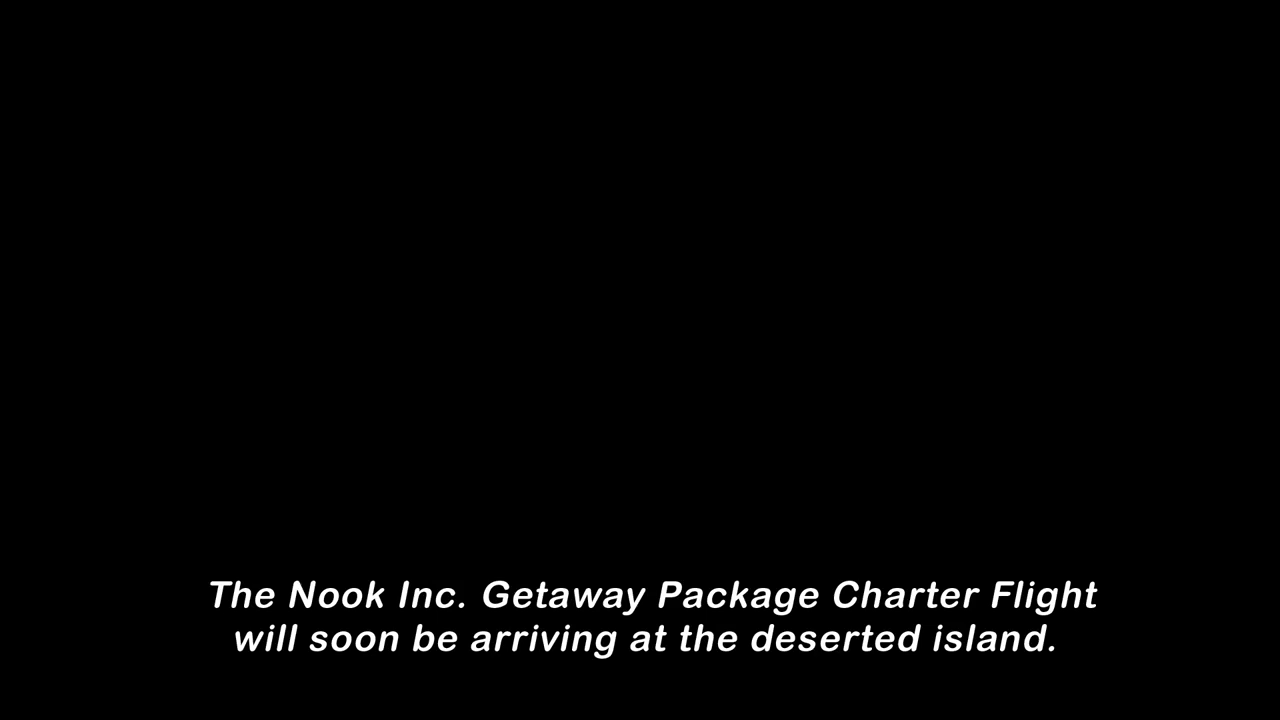 The Nook Inc. Getaway Package Charter Flight
will soon be arriving at the deserted island.